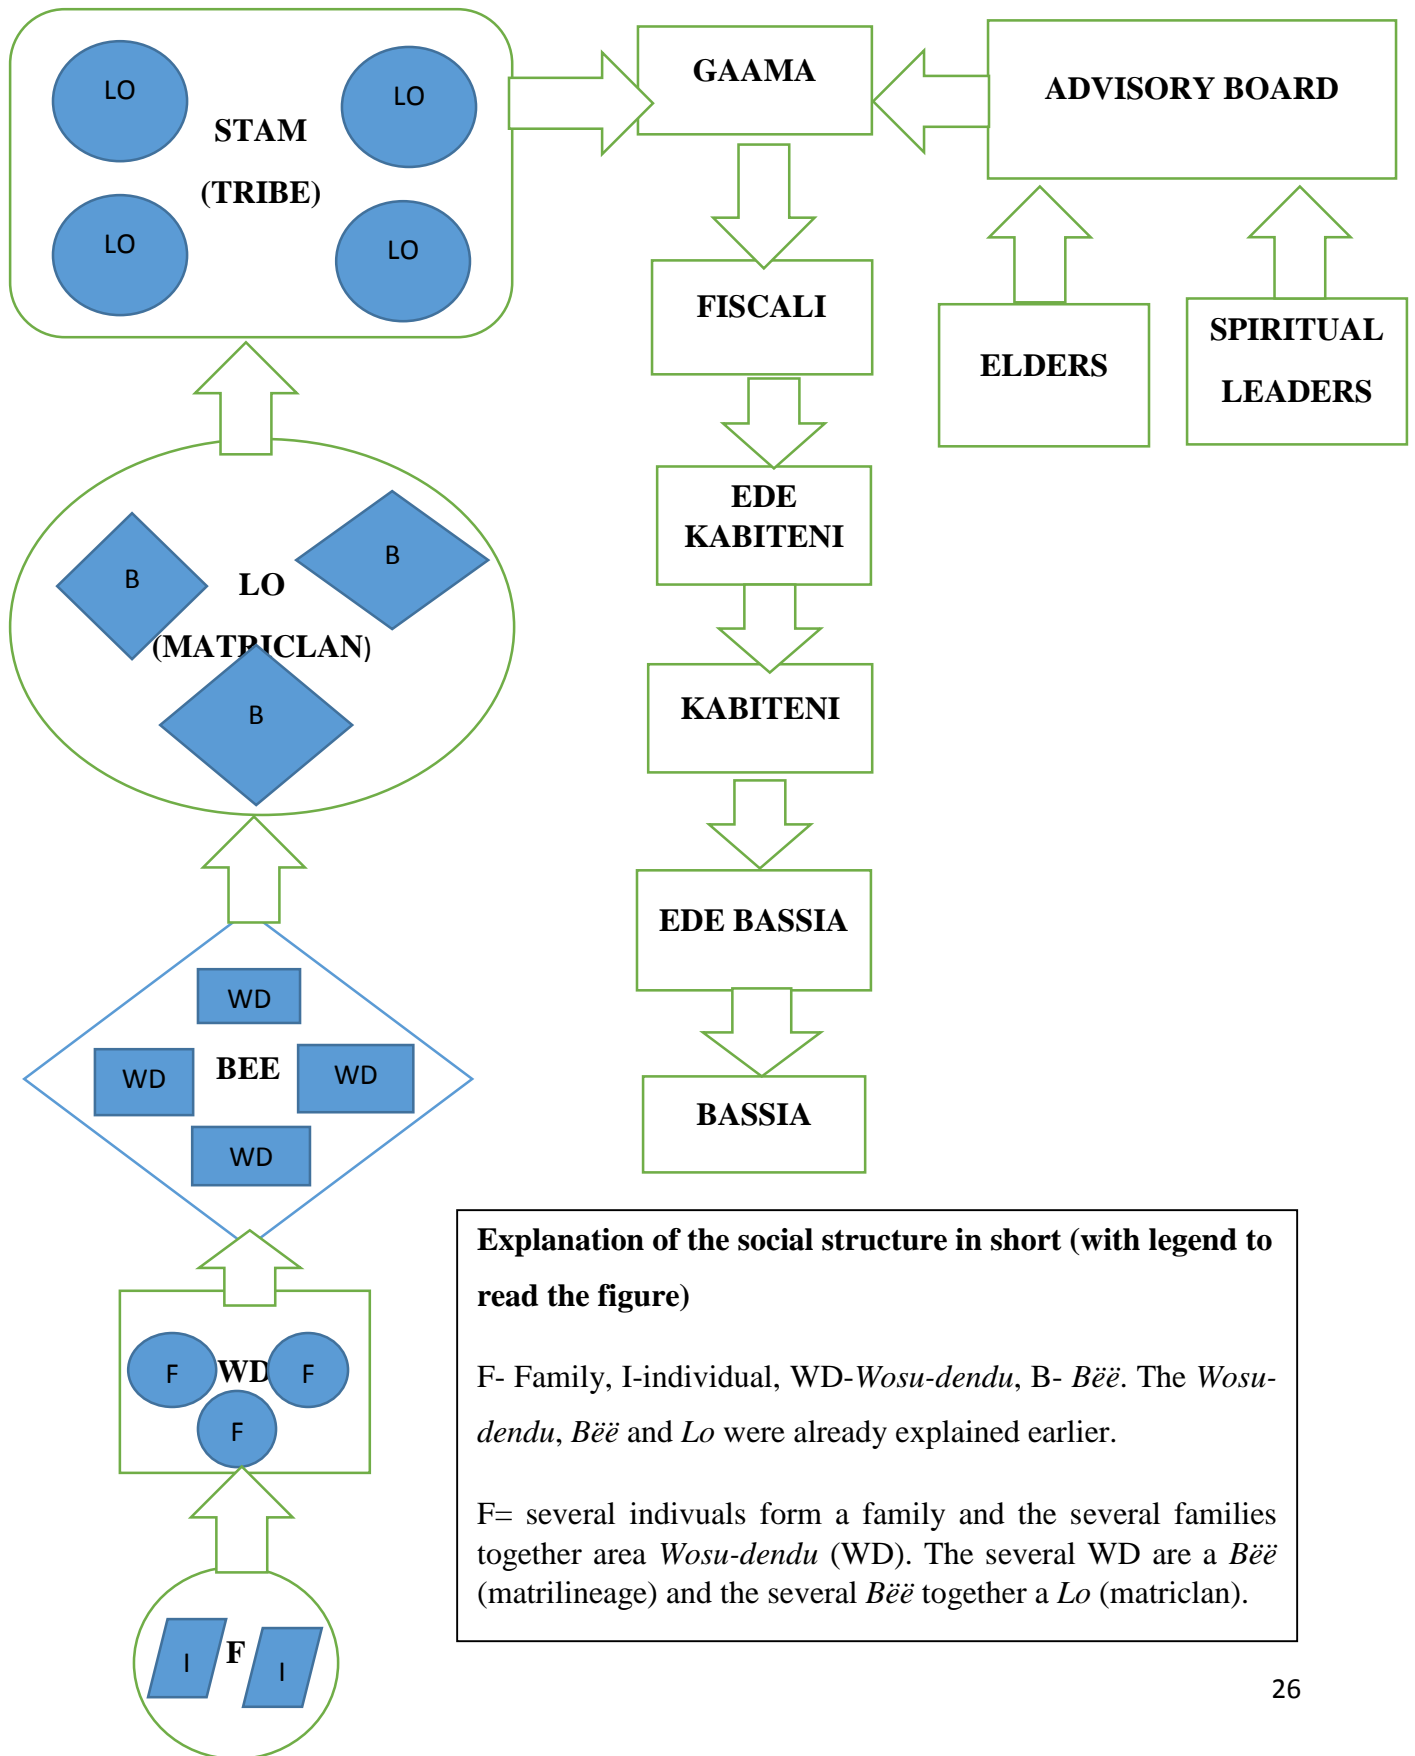 LO
LO
STAM
(TRIBE)
LO
LO
GAAMA
ADVISORY BOARD
FISCALI
ELDERS
SPIRITUAL
LEADERS
EDE
KABITENI
B
B
LO
(MATRICLAN)
B
KABITENI
EDE BASSIA
WD
WD
BEE
WD
WD
BASSIA
F
WD
F
F
I
F
I
Explanation of the social structure in short (with legend to
read the figure)
F- Family, I-individual, WD-Wosu-dendu, B- Bëë. The Wosu-
dendu, Bëë and Lo were already explained earlier.
F= several indivuals form a family and the several families
together area Wosu-dendu (WD). The several WD are a Bëë
(matrilineage) and the several Bëë together a Lo (matriclan).
26